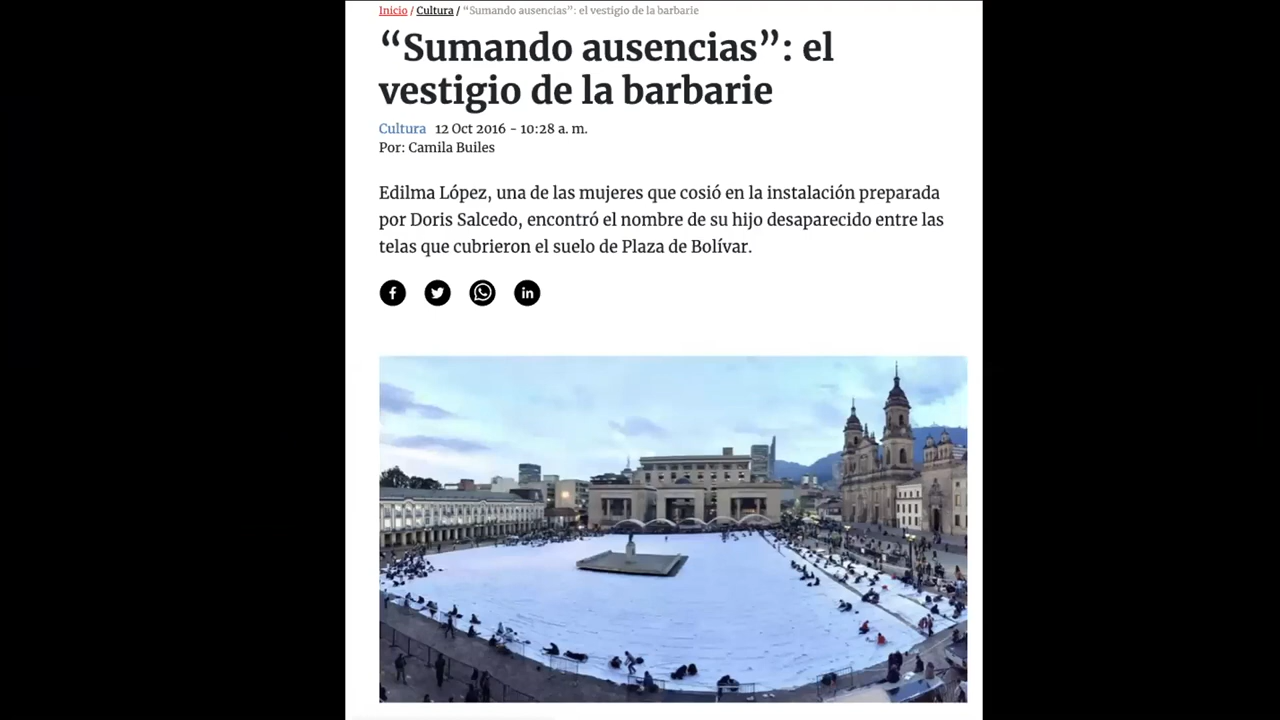 Inicio / Cultura / “Sumando ausencias”: el vestigio de la barbarie
“Sumando ausencias”: el
vestigio de la barbarie
Cultura 12 Oct 2016 - 10:28 a. m.
Por: Camila Builes
Edilma López, una de las mujeres que cosió en la instalación preparada
por Doris Salcedo, encontró el nombre de su hijo desaparecido entre las
telas que cubrieron el suelo de Plaza de Bolívar.
f
in